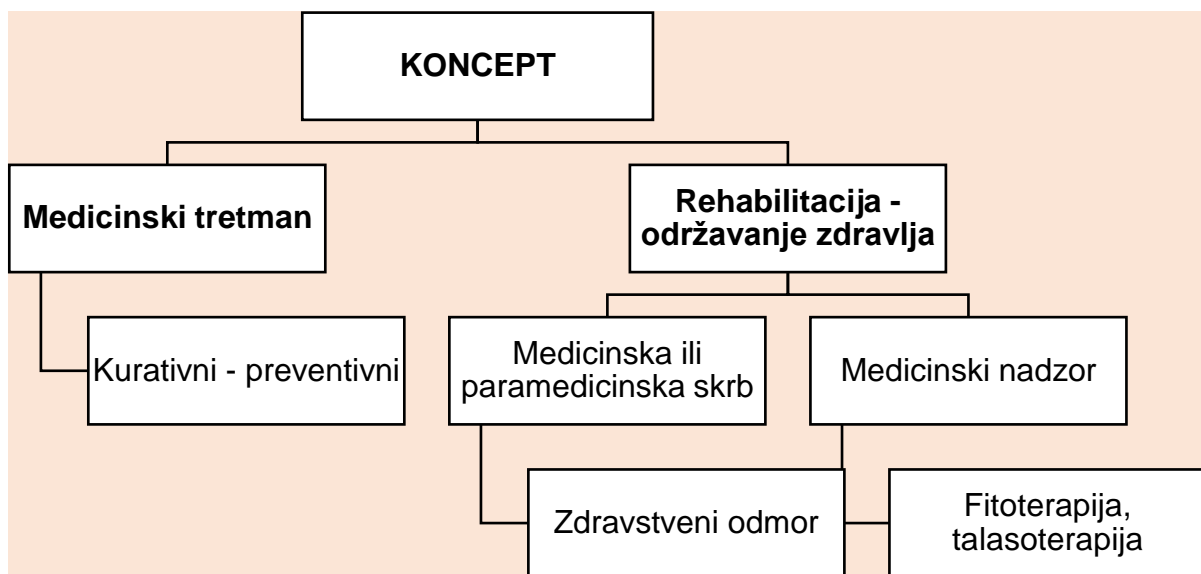 KONCEPT
Medicinski tretman
Rehabilitacija -
održavanje zdravlja
Kurativni - preventivni
Medicinska ili
paramedicinska skrb
Medicinski nadzor
Zdravstveni odmor
Fitoterapija,
talasoterapija